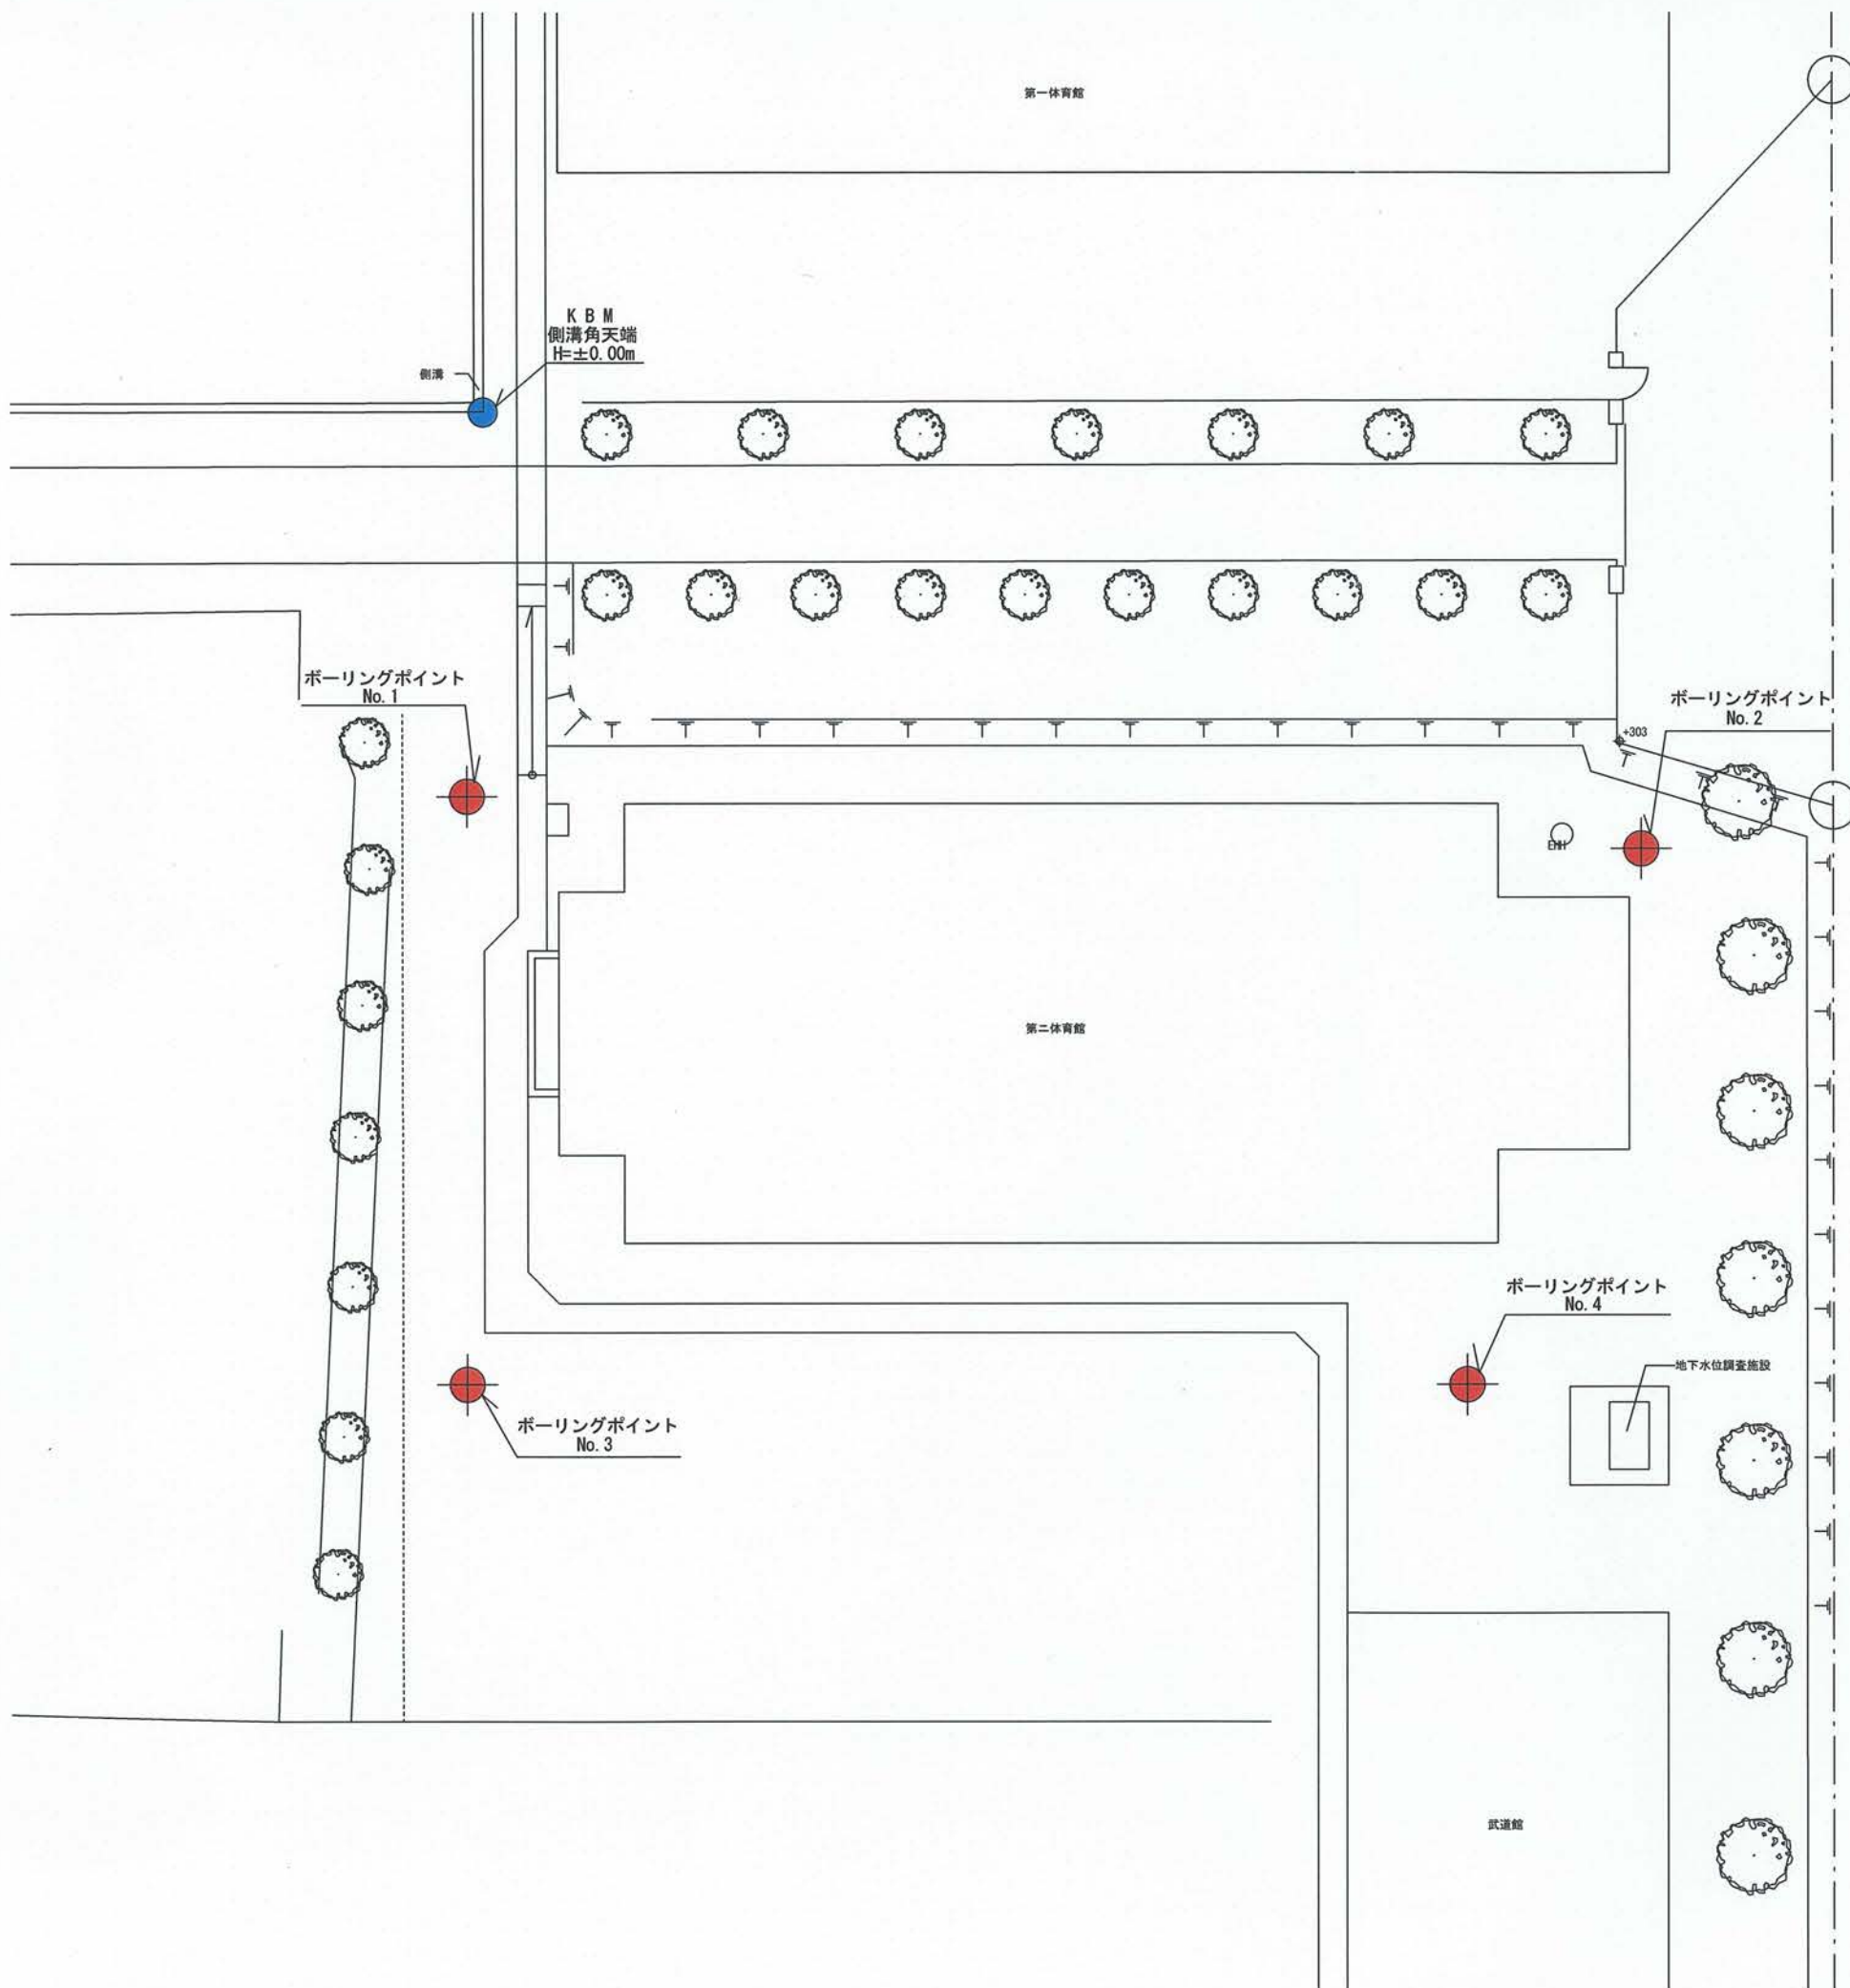 第一体育館
K B M
側溝角天端
H=±0.00m
側溝
ボーリングポイント
No. 1
ボーリングポイント
No. 2
+303
EHH
第二体育館
ボーリングポイント
No. 4
地下水位調査施設
ボーリングポイント
No. 3
武道館